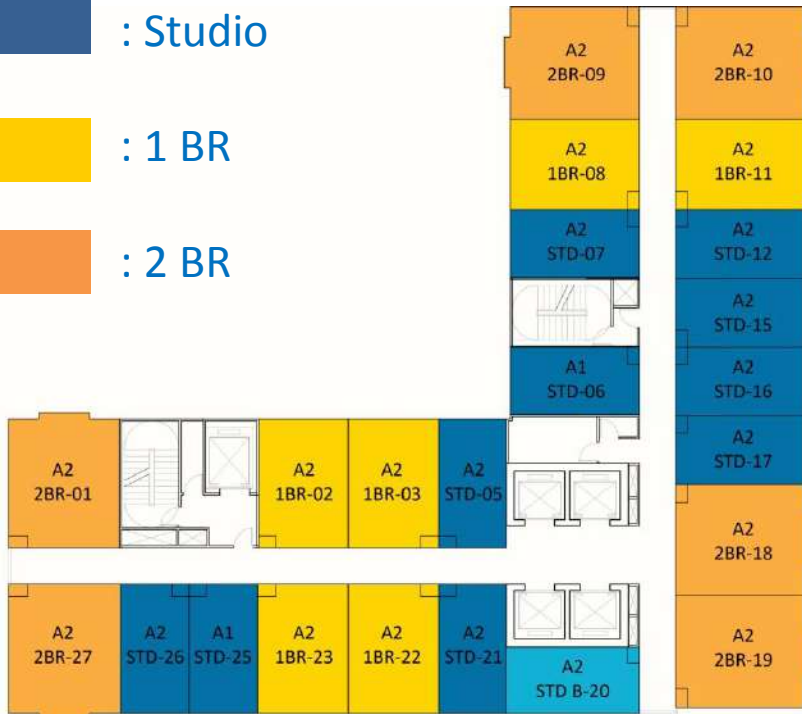 : Studio
: 1 BR
: 2 BR
A2
2BR-09
A2
2BR-10
A2
1BR-08
A2
1BR-11
A2
STD-07
A2
STD-12
A2
STD-15
A1
STD-06
A2
STD-16
A2
STD-17
A2
2BR-01
A2
1BR-02
A2
1BR-03
A2
STD-05
A2
2BR-18
A2
2BR-27
A2
STD-26
A1
STD-25
A2
1BR-23
A2
1BR-22
A2
STD-21
A2
STD B-20
A2
2BR-19